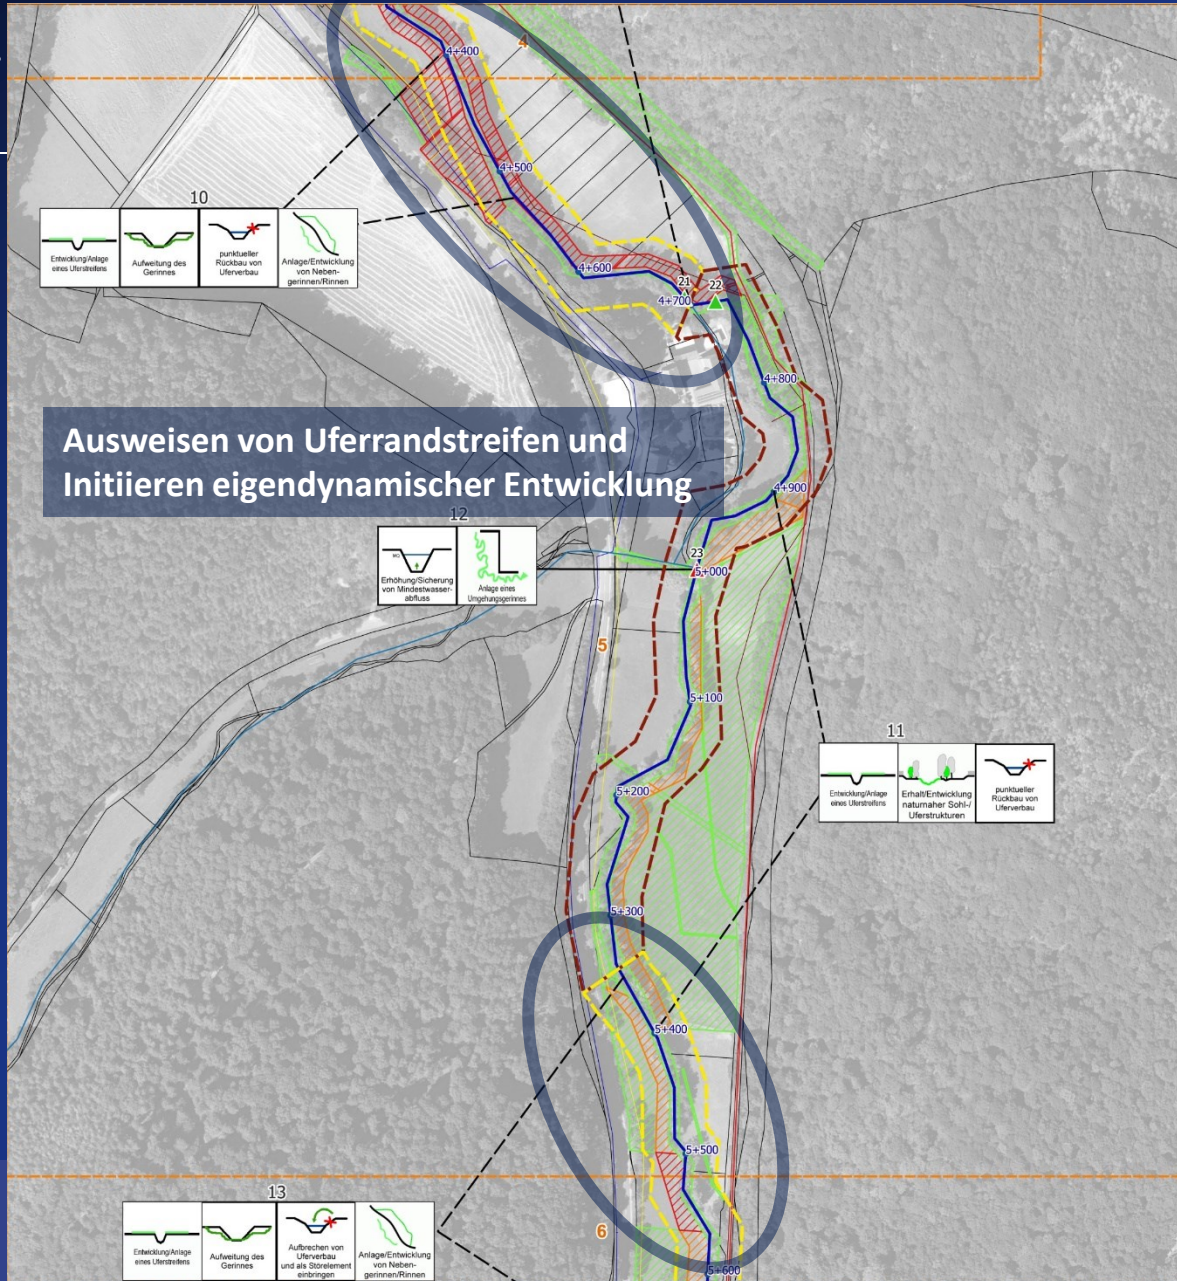 4
4+400
4+500
10
Entwicklung/Anlage
eines Uferstreifens
Aufweitung des
Gerinnes
punktueller
Rückbau von
Uferverbau
Anlage/Entwicklung
von Neben-
gerinnen/Rinnen
4+600
21
22
4+700
4+800
Ausweisen von Uferrandstreifen und
Initiieren eigendynamischer Entwicklung
4+900
12
MQ
Erhöhung/Sicherung
von Mindestwasser-
abfluss
Anlage eines
Umgehungsgerinnes
23
5+000
5
5+100
11
Entwicklung/Anlage
eines Uferstreifens
Erhalt/Entwicklung
naturnaher Sohl-/
Uferstrukturen
punktueller
Rückbau von
Uferverbau
5+200
5+300
5+400
5+500
13
Entwicklung/Anlage
eines Uferstreifens
Aufweitung des
Gerinnes
Aufbrechen von
Uferverbau
und als Störelement
einbringen
Anlage/Entwicklung
von Neben-
gerinnen/Rinnen
6
5+600